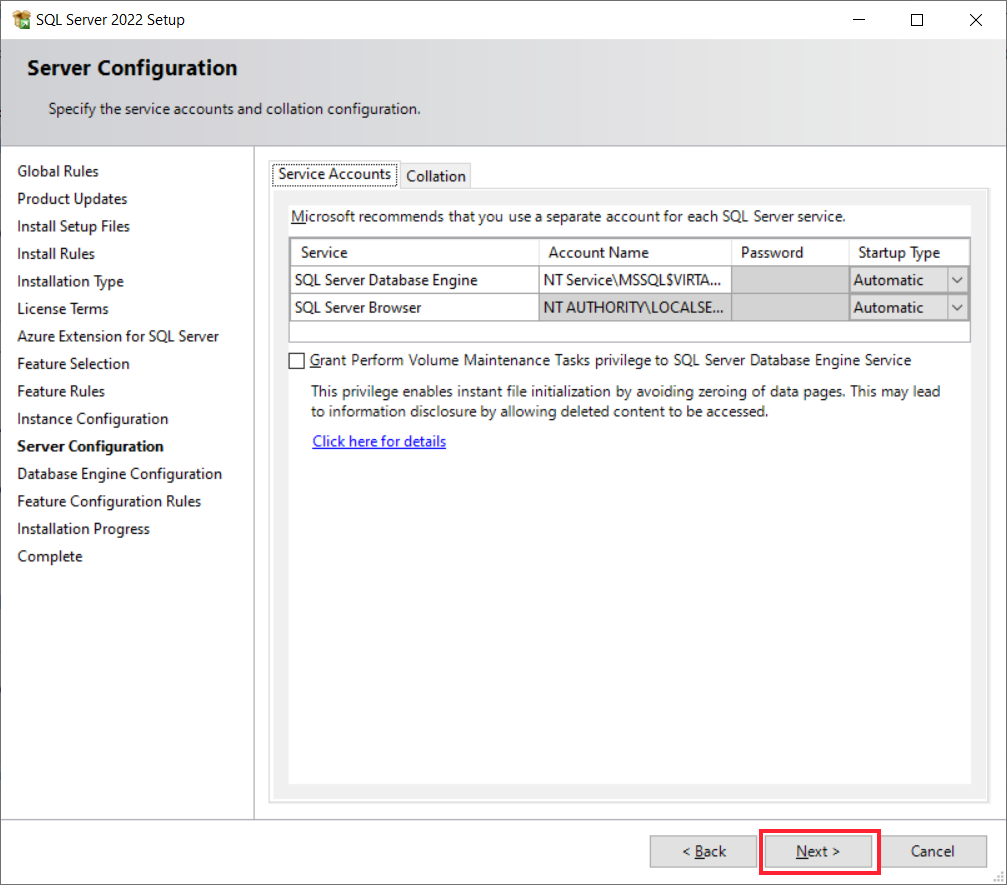 SQL Server 2022 Setup
Server Configuration
Specify the service accounts and collation configuration.
Global Rules
Product Updates
Install Setup Files
Install Rules
Installation Type
License Terms
Azure Extension for SQL Server
Feature Selection
Feature Rules
Instance Configuration
Server Configuration
Database Engine Configuration
Feature Configuration Rules
Installation Progress
Complete
Service Accounts Collation
Microsoft recommends that you use a separate account for each SQL Server service.
Service Account Name Password Startup Type
SQL Server Database Engine NT Service\MSSQL$VIRTA... Automatic
SQL Server Browser NT AUTHORITY\LOCALSE... Automatic
Grant Perform Volume Maintenance Tasks privilege to SQL Server Database Engine Service
This privilege enables instant file initialization by avoiding zeroing of data pages. This may lead
to information disclosure by allowing deleted content to be accessed.
Click here for details
< Back Next > Cancel